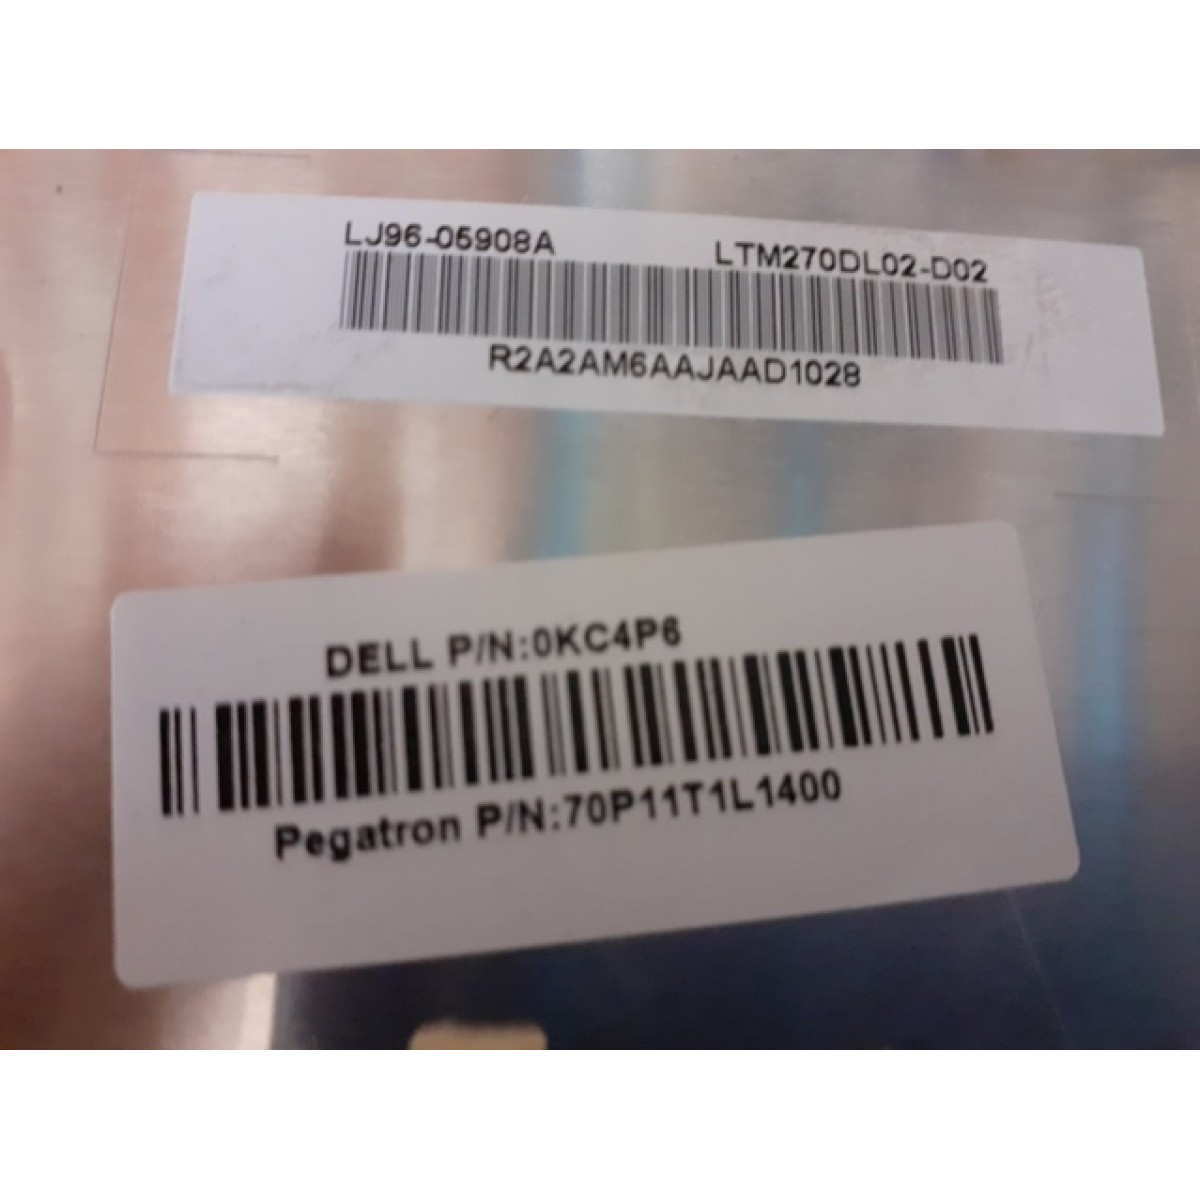 LJ96-05908A LTM270DL02-D02
R2A2AM6AAJAAD1028
DELL P/N:0KC4P6
Pegatron P/N:70P11T1L1400